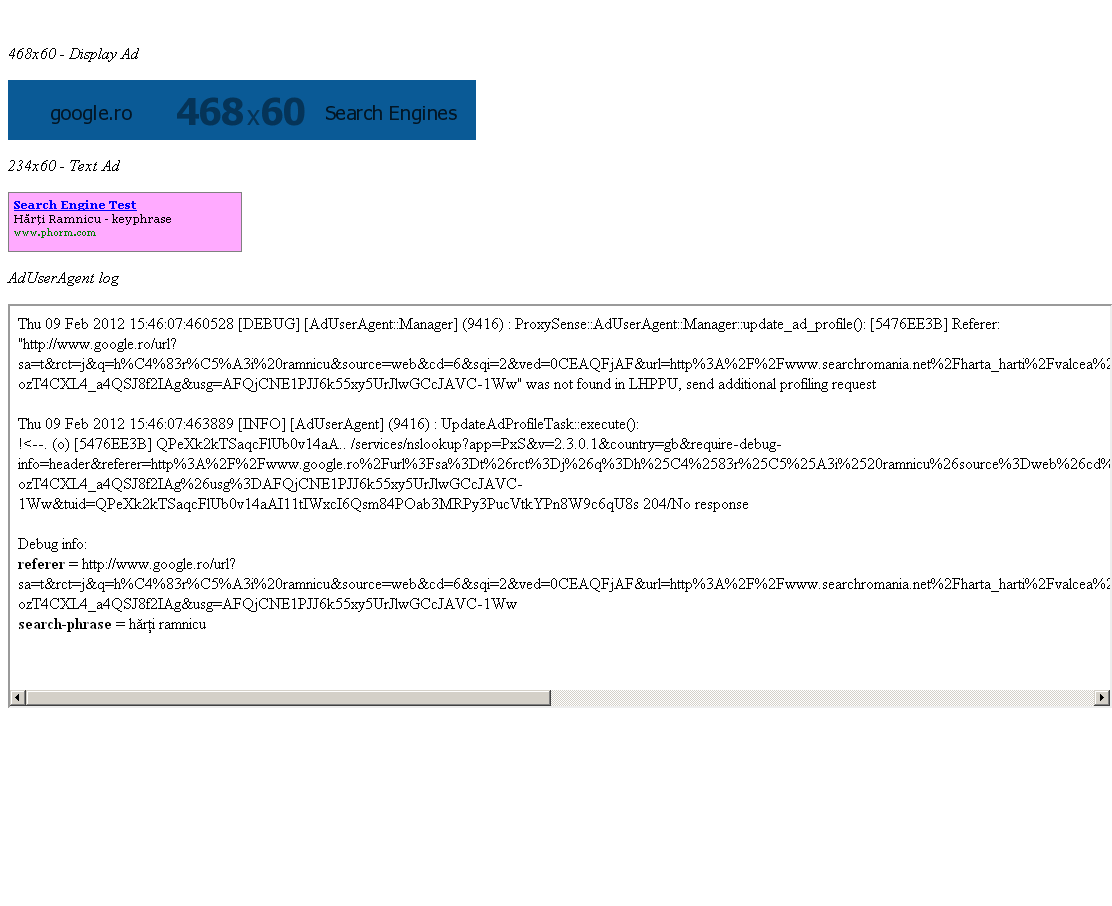 468x60 - Display Ad
google.ro 468x60 Search Engines
234x60 - Text Ad
Search Engine Test
Hărți Ramnicu - keyphrase
www.phorm.com
AdUserAgent log
Thu 09 Feb 2012 15:46:07:460528 [DEBUG] [AdUserAgent::Manager] (9416) : ProxySense::AdUserAgent::Manager::update_ad_profile(): [5476EE3B] Referer:
"http://www.google.ro/url?
sa=t&rct=j&q=h%C4%83r%C5%A3i%20ramnicu&source=web&cd=6&sqi=2&ved=0CEAQFjAF&url=http%3A%2F%2Fwww.searchromania.net%2Fharta_harti%2Fvalcea%2
ozT4CXL4_a4QSJ8f2IAg&usg=AFQjCNE1PJJ6k55xy5UrJlwGCcJAVC-1Ww" was not found in LHPPU, send additional profiling request
Thu 09 Feb 2012 15:46:07:463889 [INFO] [AdUserAgent] (9416) : UpdateAdProfileTask::execute():
!<--. (o) [5476EE3B] QPeXk2kTSaqcFlUb0v14aA.. /services/nslookup?app=PxS&v=2.3.0.1&country=gb&require-debug-
info=header&referer=http%3A%2F%2Fwww.google.ro%2Furl%3Fsa%3Dt%26rct%3Dj%26q%3Dh%25C4%2583r%25C5%25A3i%2520ramnicu%26source%3Dweb%26cd%
ozT4CXL4_a4QSJ8f2IAg%26usg%3DAFQjCNE1PJJ6k55xy5UrJlwGCcJAVC-
1Ww&tuid=QPeXk2kTSaqcFlUb0v14aAI11tIWxcI6Qsm84POab3MRPy3PucVtkYPn8W9c6qU8s 204/No response
Debug info:
referer = http://www.google.ro/url?
sa=t&rct=j&q=h%C4%83r%C5%A3i%20ramnicu&source=web&cd=6&sqi=2&ved=0CEAQFjAF&url=http%3A%2F%2Fwww.searchromania.net%2Fharta_harti%2Fvalcea%2
ozT4CXL4_a4QSJ8f2IAg&usg=AFQjCNE1PJJ6k55xy5UrJlwGCcJAVC-1Ww
search-phrase = hărți ramnicu